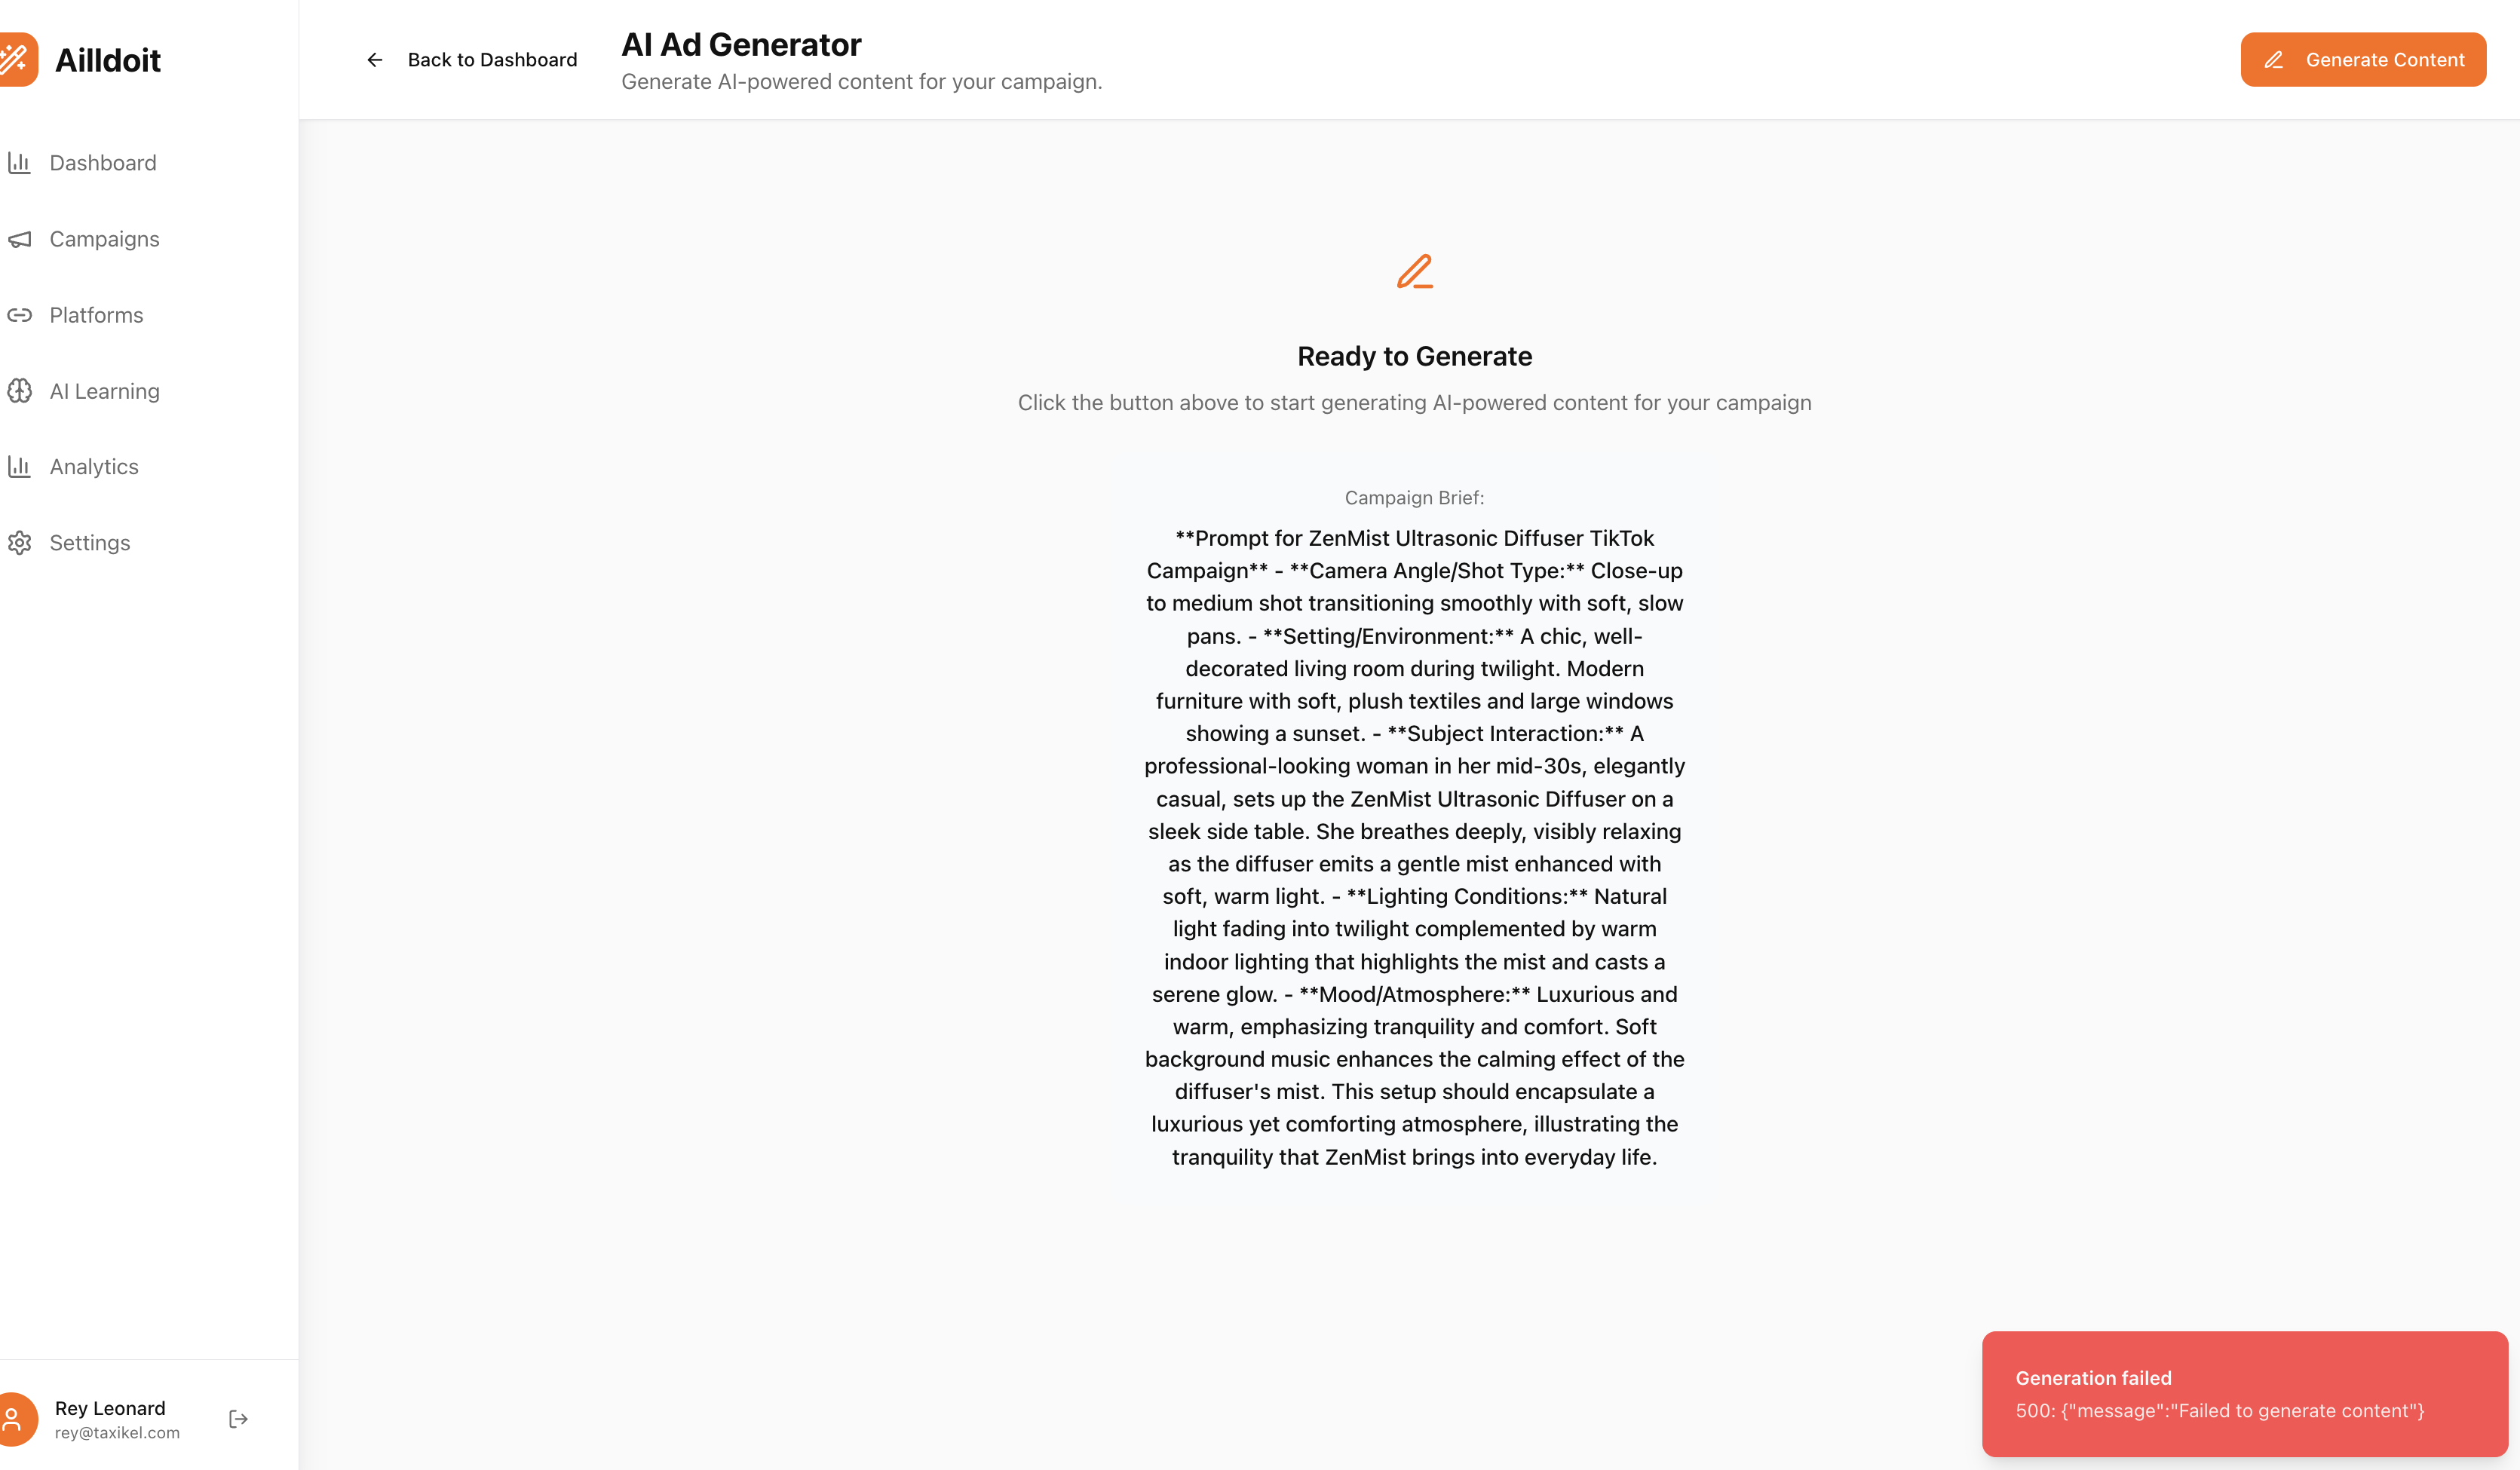 Ailldoit
Dashboard
Campaigns
Platforms
AI Learning
Analytics
Settings
Rey Leonard
rey@taxikel.com
Back to Dashboard
AI Ad Generator
Generate AI-powered content for your campaign.
Generate Content
Ready to Generate
Click the button above to start generating AI-powered content for your campaign
Campaign Brief:
**Prompt for ZenMist Ultrasonic Diffuser TikTok
Campaign** - **Camera Angle/Shot Type:** Close-up
to medium shot transitioning smoothly with soft, slow
pans. - **Setting/Environment:** A chic, well-
decorated living room during twilight. Modern
furniture with soft, plush textiles and large windows
showing a sunset. - **Subject Interaction:** A
professional-looking woman in her mid-30s, elegantly
casual, sets up the ZenMist Ultrasonic Diffuser on a
sleek side table. She breathes deeply, visibly relaxing
as the diffuser emits a gentle mist enhanced with
soft, warm light. - **Lighting Conditions:** Natural
light fading into twilight complemented by warm
indoor lighting that highlights the mist and casts a
serene glow. - **Mood/Atmosphere:** Luxurious and
warm, emphasizing tranquility and comfort. Soft
background music enhances the calming effect of the
diffuser's mist. This setup should encapsulate a
luxurious yet comforting atmosphere, illustrating the
tranquility that ZenMist brings into everyday life.
Generation failed
500: {"message":"Failed to generate content"}